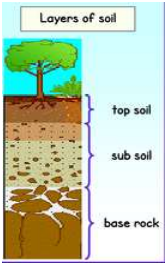 Layers of soil
top soil
sub soil
base rock